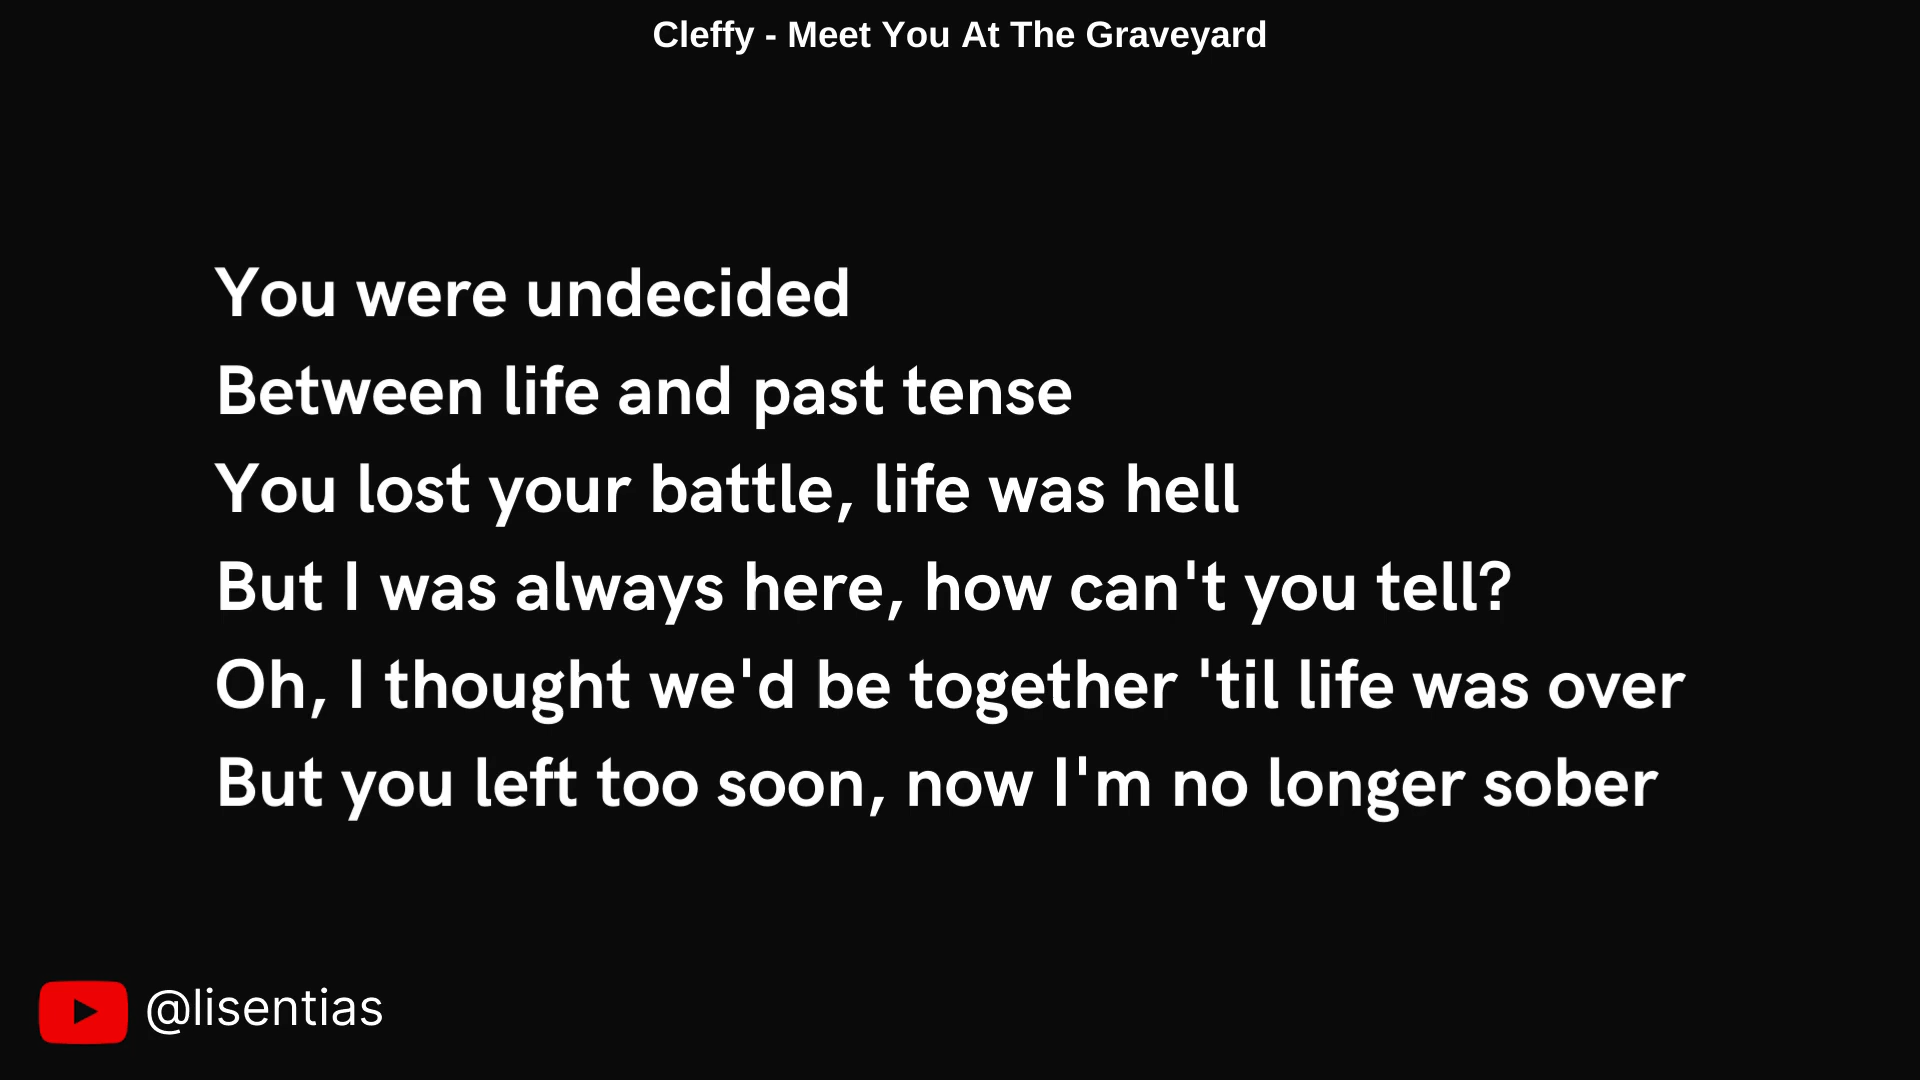 Cleffy - Meet You At The Graveyard
You were undecided
Between life and past tense
You lost your battle, life was hell
But I was always here, how can't you tell?
Oh, I thought we'd be together 'til life was over
But you left too soon, now I'm no longer sober
@lisentias